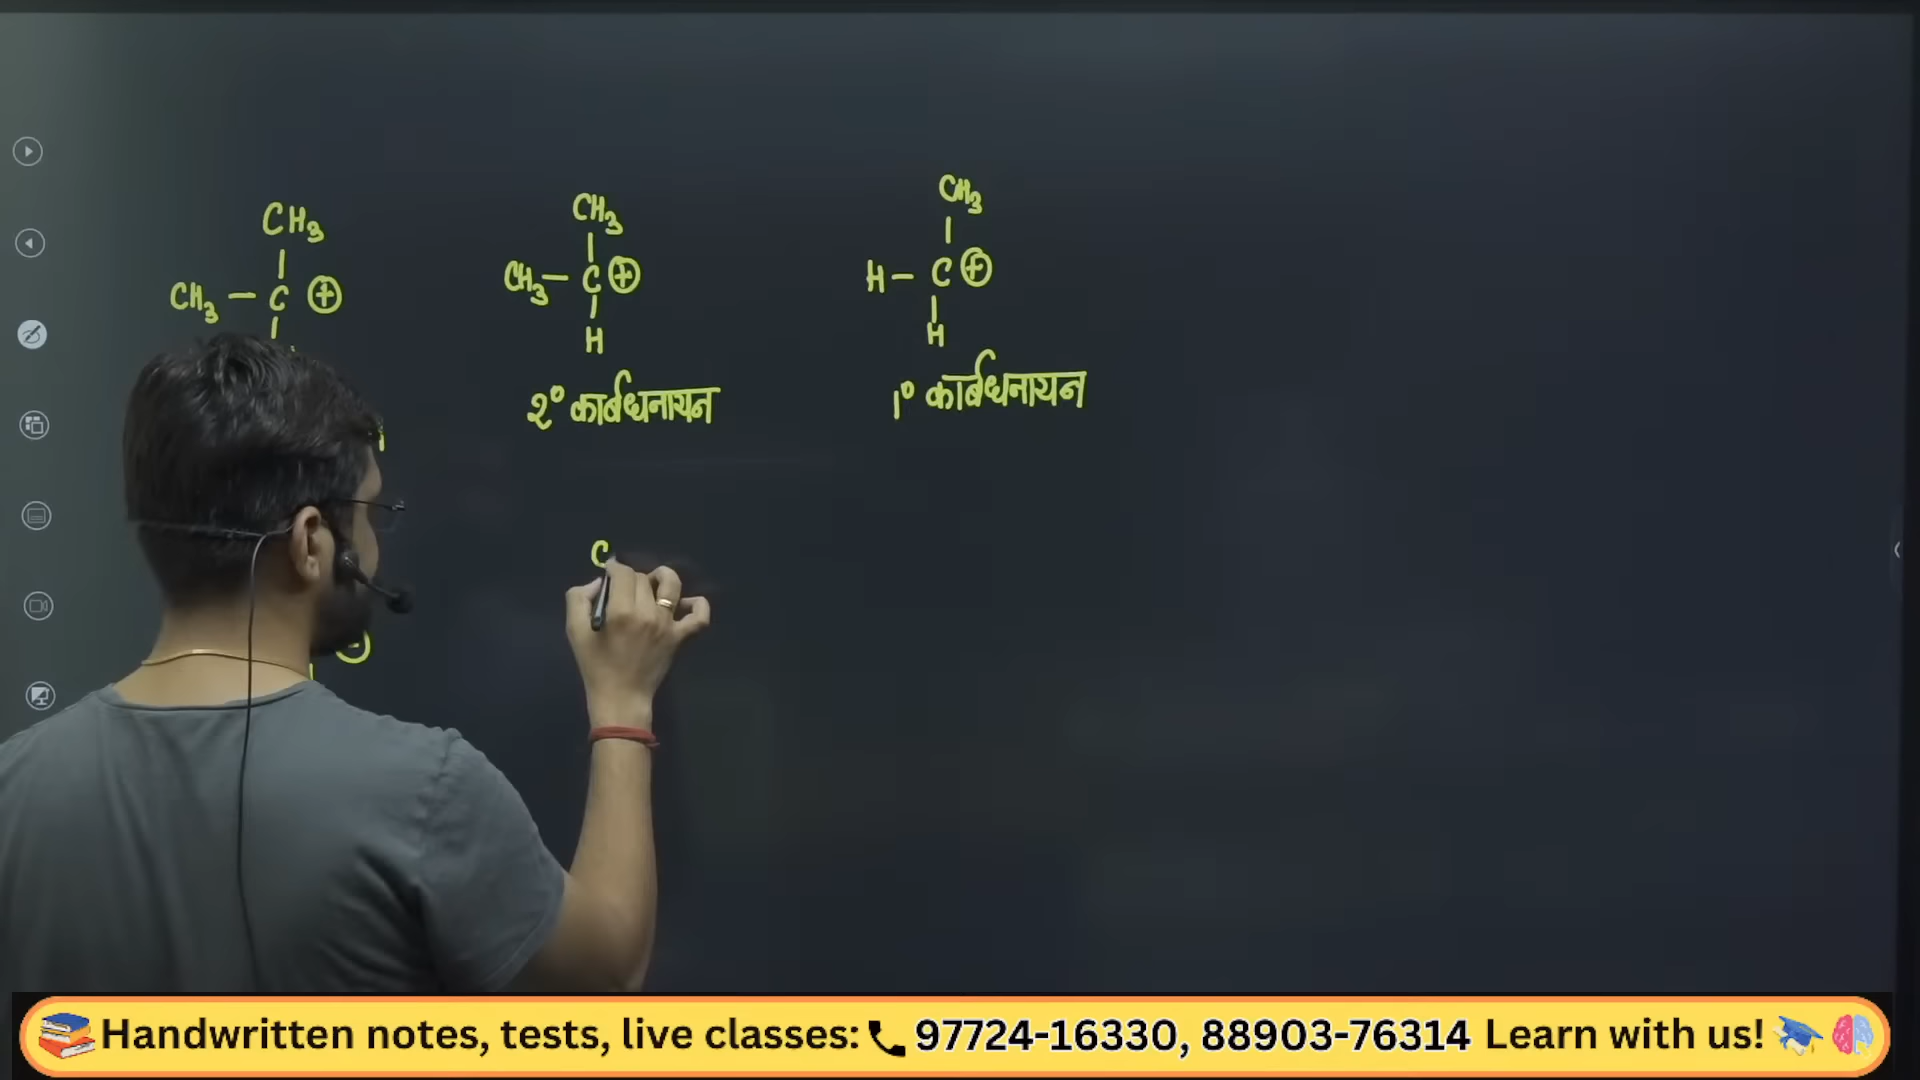 CH3
CH3 – C ⊕
CH3
CH3 – C ⊕
H
२° कार्बधनायन
CH3
H – C ⊕
H
1° कार्बधनायन
C
Handwritten notes, tests, live classes: 97724-16330, 88903-76314 Learn with us!